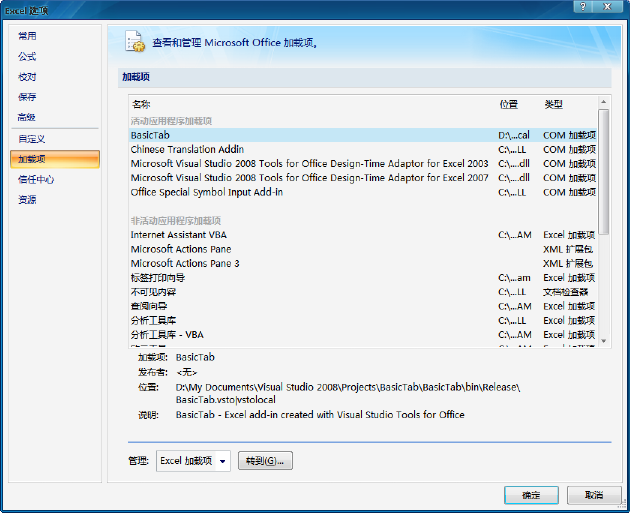 Excel 选项
常用
公式
校对
保存
高级
自定义
加载项
信任中心
资源
查看和管理 Microsoft Office 加载项。
加载项
名称 位置 类型
活动应用程序加载项
BasicTab D:\...cal COM 加载项
Chinese Translation Addin C:\...LL COM 加载项
Microsoft Visual Studio 2008 Tools for Office Design-Time Adaptor for Excel 2003 C:\...dll COM 加载项
Microsoft Visual Studio 2008 Tools for Office Design-Time Adaptor for Excel 2007 C:\...dll COM 加载项
Office Special Symbol Input Add-in C:\...LL COM 加载项
非活动应用程序加载项
Internet Assistant VBA C:\...AM Excel 加载项
Microsoft Actions Pane XML 扩展包
Microsoft Actions Pane 3 XML 扩展包
标签打印向导 C:\...am Excel 加载项
不可见内容 C:\...LL 文档检查器
查阅向导 C:\...AM Excel 加载项
分析工具库 C:\...LL Excel 加载项
分析工具库 - VBA C:\...AM Excel 加载项
C:\...AM Excel 加载项
加载项: BasicTab
发布者: <无>
位置: D:\My Documents\Visual Studio 2008\Projects\BasicTab\BasicTab\bin\Release\
BasicTab.vsto|vstolocal
说明: BasicTab - Excel add-in created with Visual Studio Tools for Office
管理: Excel 加载项 转到(G)...
确定 取消